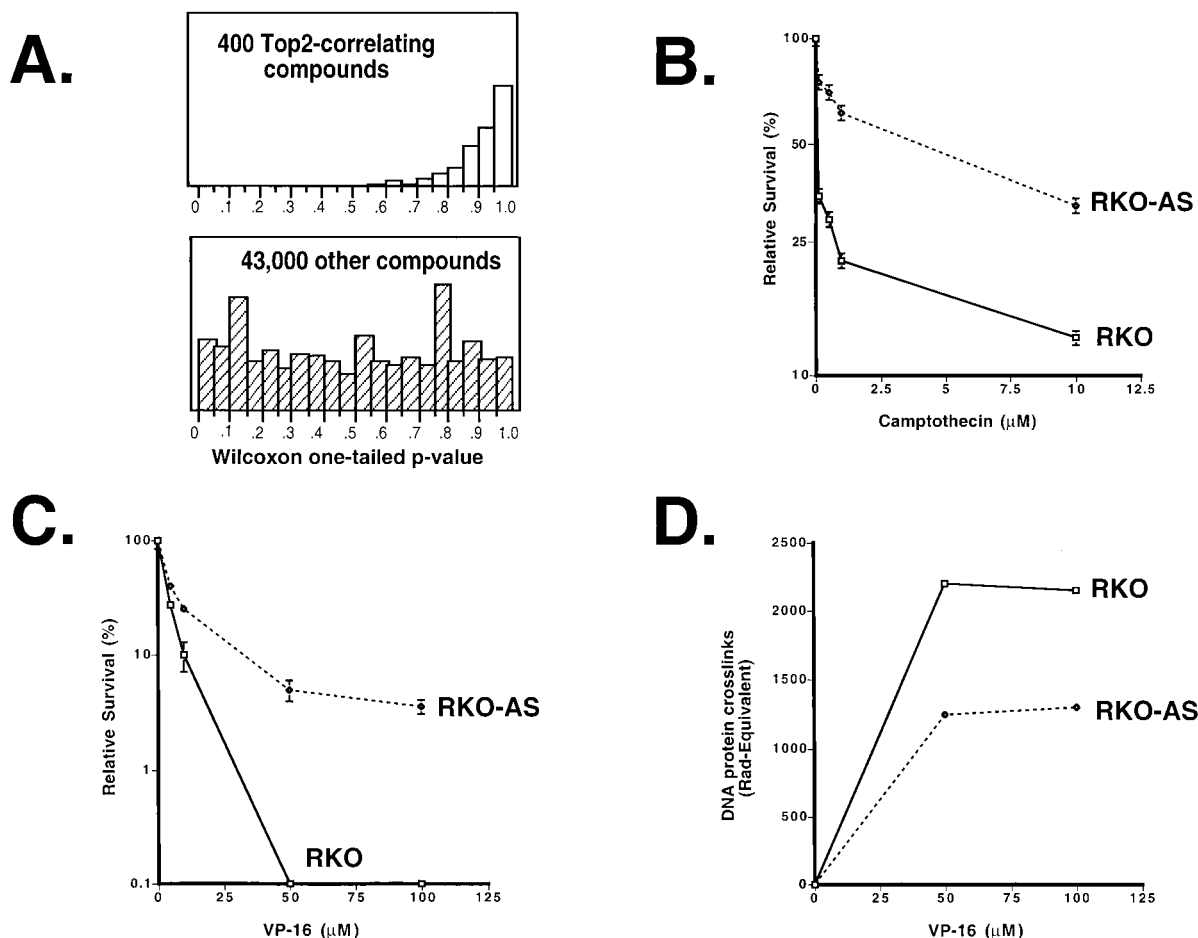 A.
400 Top2-correlating
compounds
0 .1 .2 .3 .4 .5 .6 .7 .8 .9 1.0
43,000 other compounds
0 .1 .2 .3 .4 .5 .6 .7 .8 .9 1.0
Wilcoxon one-tailed p-value
B.
Relative Survival (%)
100
50
25
10
RKO-AS
RKO
0 2.5 5 7.5 10 12.5
Camptothecin (μM)
C.
Relative Survival (%)
100
10
1
0.1
RKO-AS
RKO
0 25 50 75 100 125
VP-16 (μM)
D.
DNA protein crosslinks
(Rad-Equivalent)
2500
2000
1500
1000
500
0
RKO
RKO-AS
0 25 50 75 100 125
VP-16 (μM)